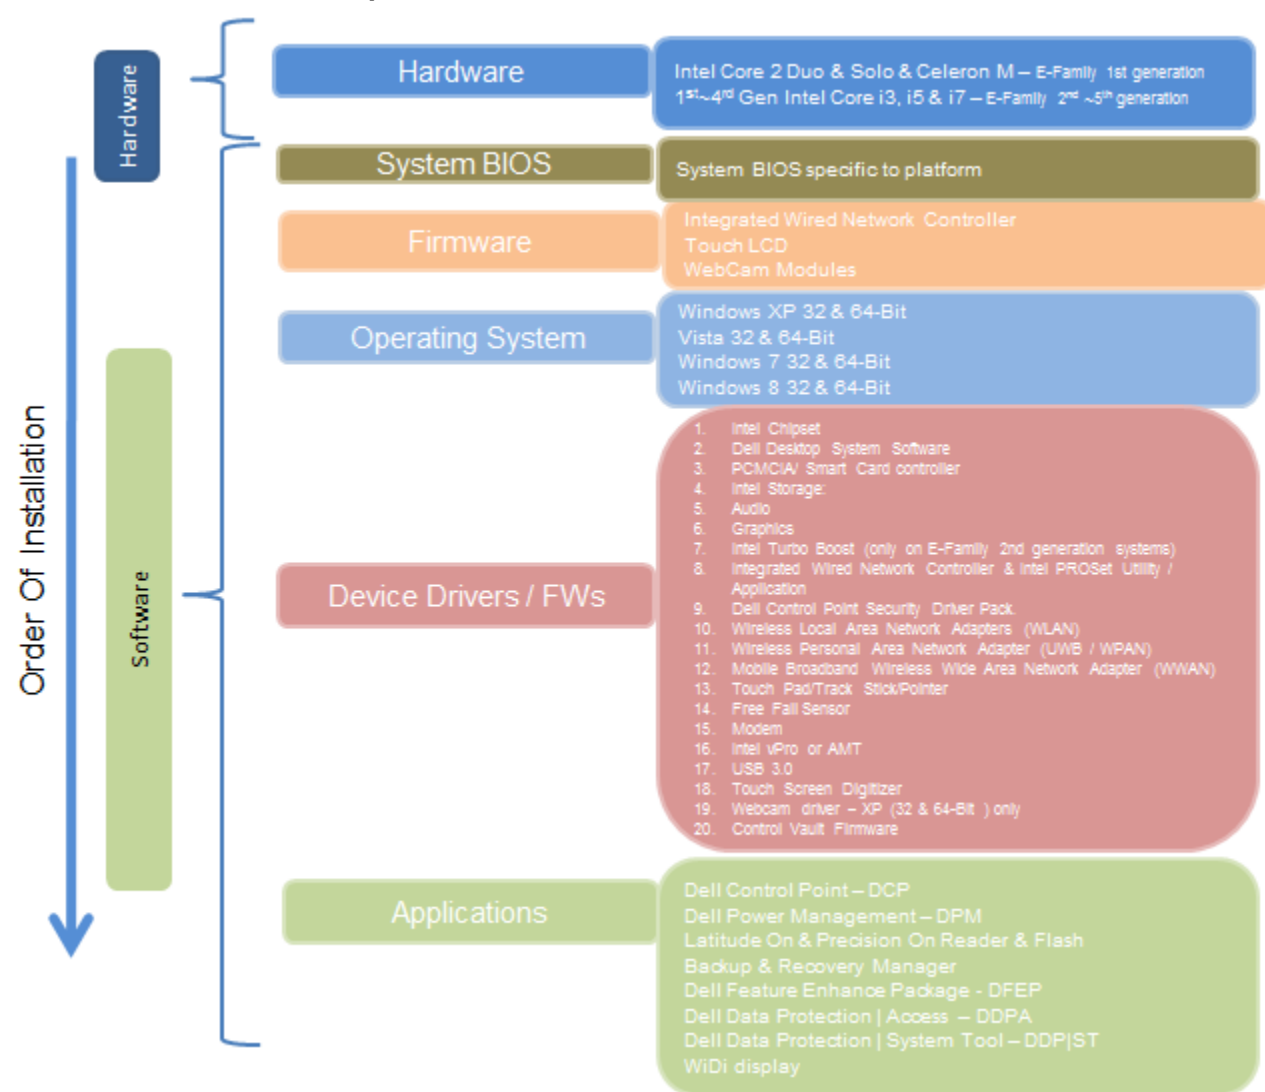 Order Of Installation
Hardware
Software
Hardware
Intel Core 2 Duo & Solo & Celeron M – E-Family 1st generation
1st~4rd Gen Intel Core i3, i5 & i7 – E-Family 2nd ~5th generation
System BIOS
System BIOS specific to platform
Firmware
Integrated Wired Network Controller
Touch LCD
WebCam Modules
Operating System
Windows XP 32 & 64-Bit
Vista 32 & 64-Bit
Windows 7 32 & 64-Bit
Windows 8 32 & 64-Bit
Device Drivers / FWs
1. Intel Chipset
2. Dell Desktop System Software
3. PCMCIA/ Smart Card controller
4. Intel Storage:
5. Audio
6. Graphics
7. Intel Turbo Boost (only on E-Family 2nd generation systems)
8. Integrated Wired Network Controller & Intel PROSet Utility /
Application
9. Dell Control Point Security Driver Pack.
10. Wireless Local Area Network Adapters (WLAN)
11. Wireless Personal Area Network Adapter (UWB / WPAN)
12. Mobile Broadband Wireless Wide Area Network Adapter (WWAN)
13. Touch Pad/Track Stick/Pointer
14. Free Fall Sensor
15. Modem
16. Intel vPro or AMT
17. USB 3.0
18. Touch Screen Digitizer
19. Webcam driver – XP (32 & 64-Bit ) only
20. Control Vault Firmware
Applications
Dell Control Point – DCP
Dell Power Management – DPM
Latitude On & Precision On Reader & Flash
Backup & Recovery Manager
Dell Feature Enhance Package - DFEP
Dell Data Protection | Access – DDPA
Dell Data Protection | System Tool – DDP|ST
WiDi display